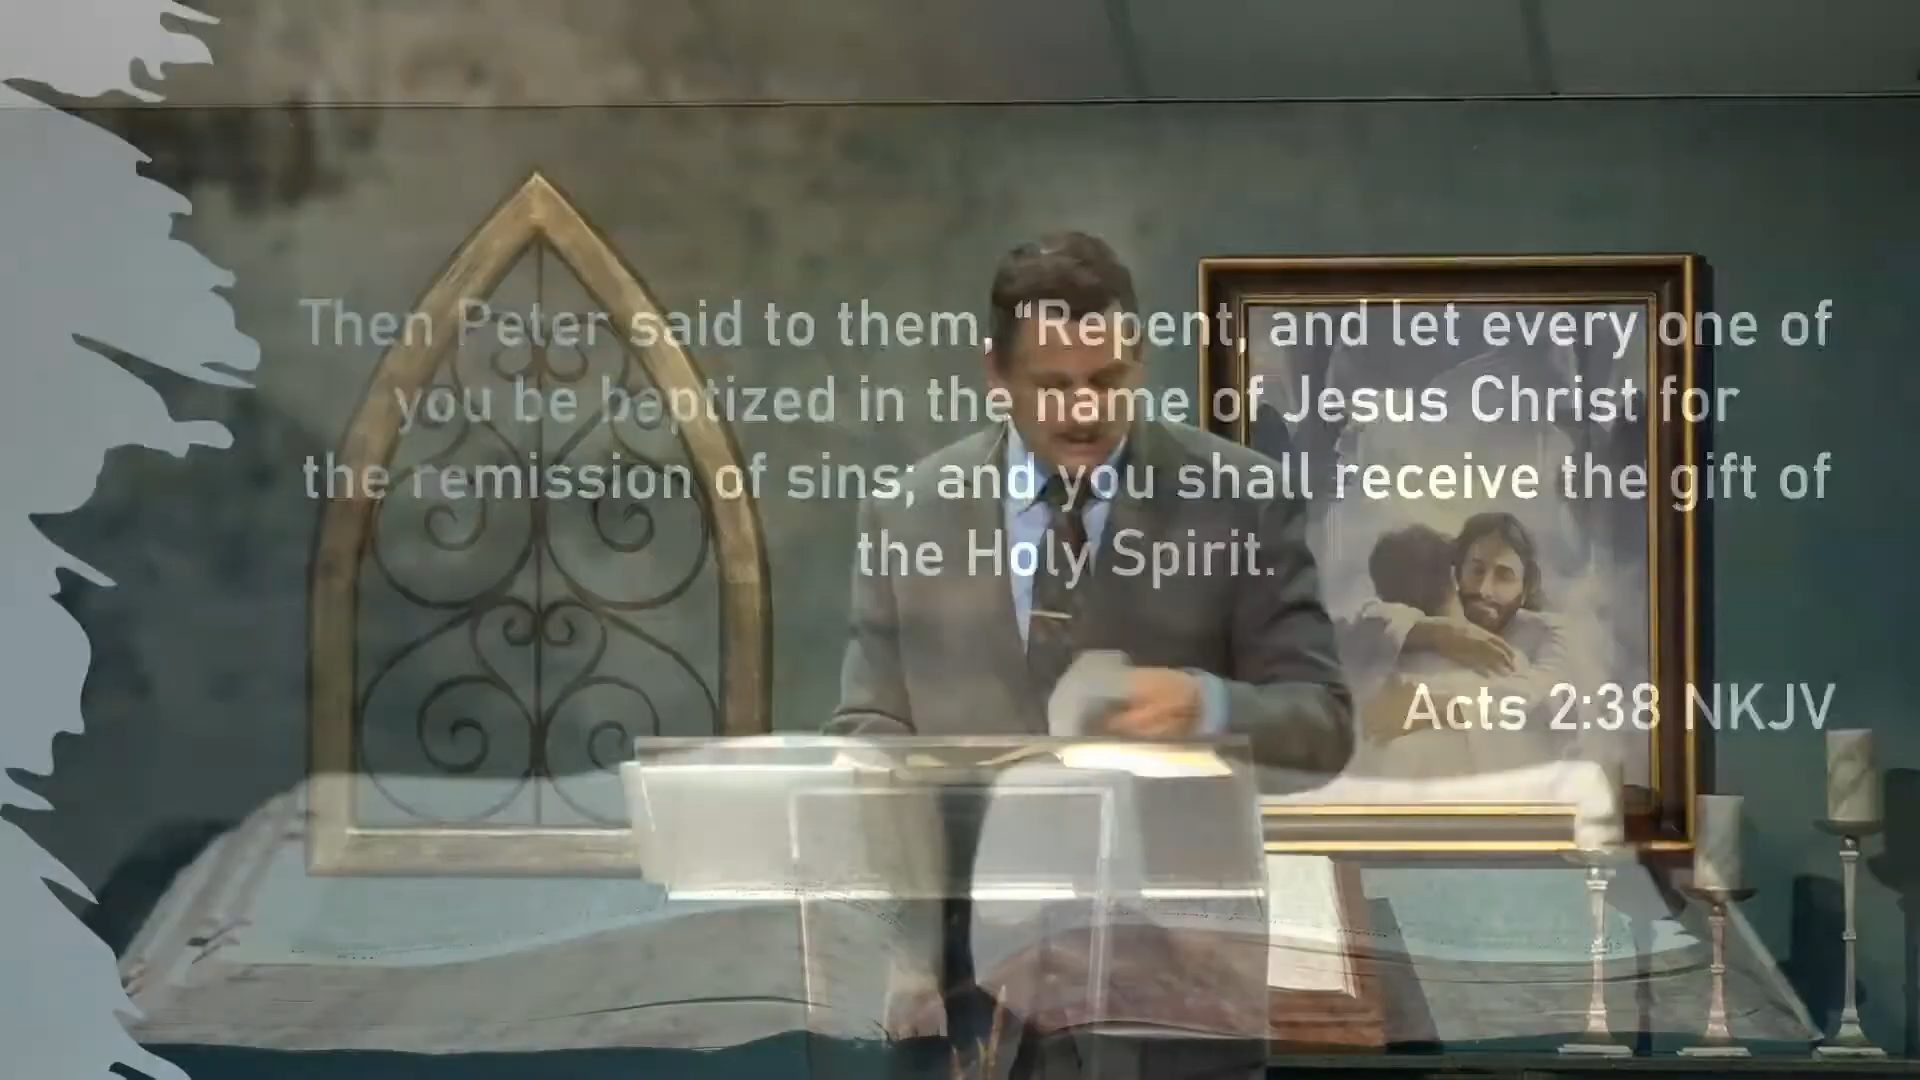 Then Peter said to them, “Repent, and let every one of
you be baptized in the name of Jesus Christ for
the remission of sins; and you shall receive the gift of
the Holy Spirit.
Acts 2:38 NKJV